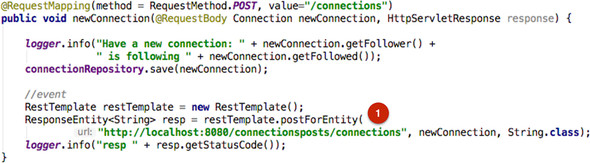 @RequestMapping(method = RequestMethod.POST, value="/connections")
public void newConnection(@RequestBody Connection newConnection, HttpServletResponse response) {
logger.info("Have a new connection: " + newConnection.getFollower() +
" is following " + newConnection.getFollowed());
connectionRepository.save(newConnection);
//event
RestTemplate restTemplate = new RestTemplate();
ResponseEntity<String> resp = restTemplate.postForEntity( 1
url: "http://localhost:8080/connectionsposts/connections", newConnection, String.class);
logger.info("resp " + resp.getStatusCode());
}